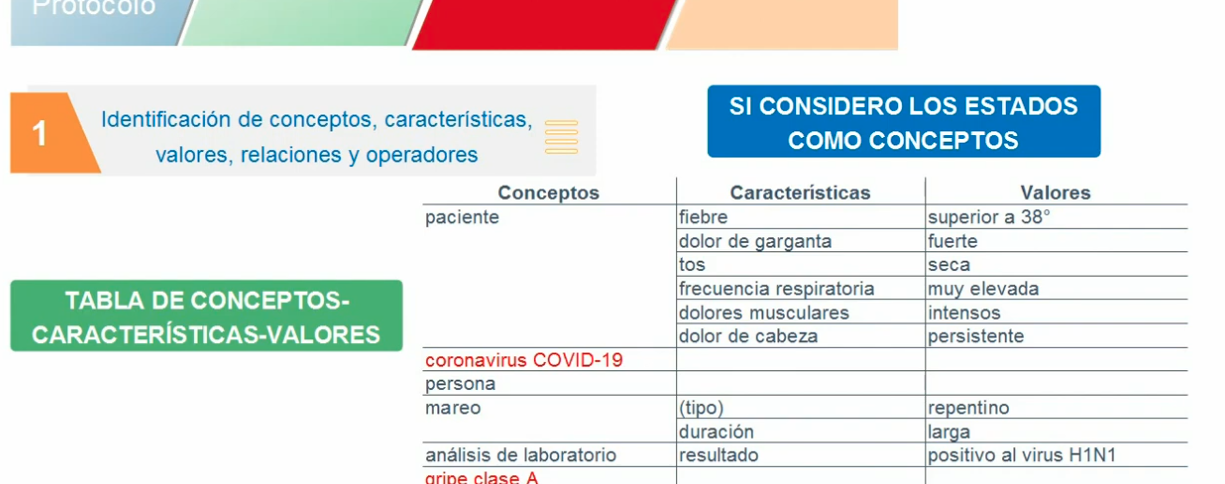 Protocolo
1
Identificación de conceptos, características,
valores, relaciones y operadores
SI CONSIDERO LOS ESTADOS
COMO CONCEPTOS
TABLA DE CONCEPTOS-
CARACTERÍSTICAS-VALORES
Conceptos Características Valores
paciente fiebre superior a 38°
dolor de garganta fuerte
tos seca
frecuencia respiratoria muy elevada
dolores musculares intensos
dolor de cabeza persistente
coronavirus COVID-19
persona
mareo (tipo) repentino
duración larga
análisis de laboratorio resultado positivo al virus H1N1
gripe clase A